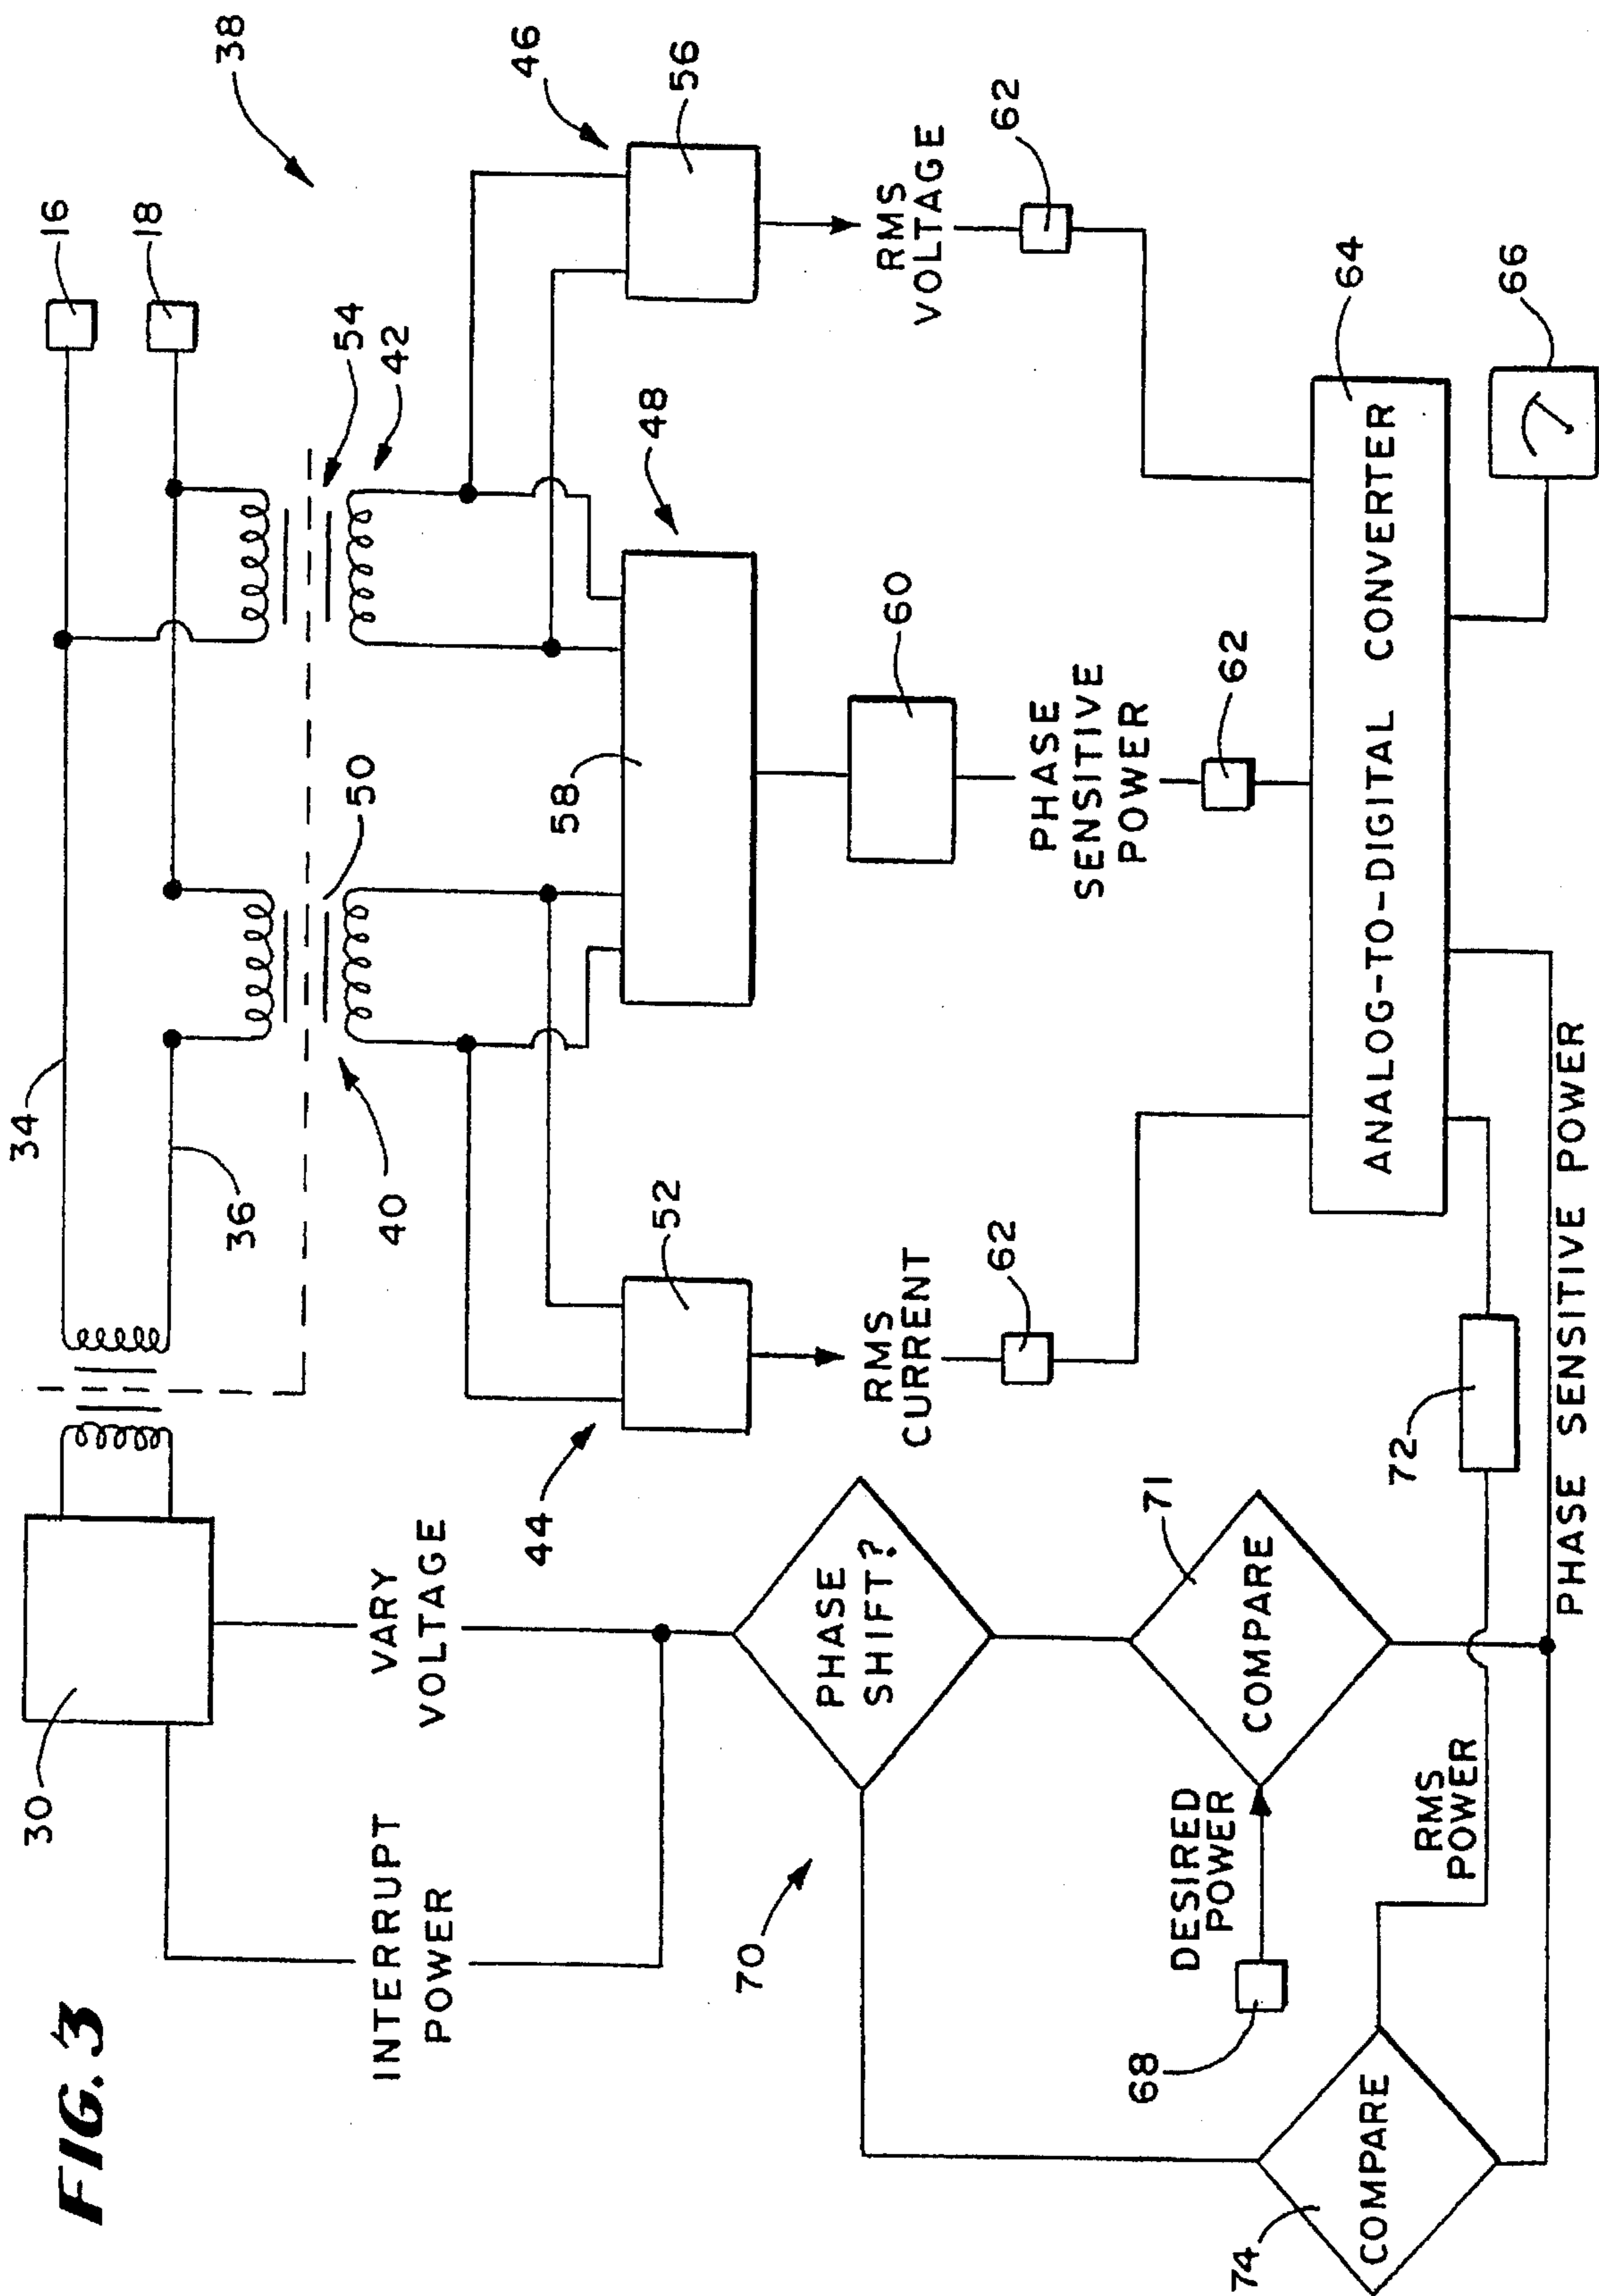 FIG. 3
30
34
36
16
18
38
50
54
42
40
44
52
58
48
46
56
60
VARY
VOLTAGE
INTERRUPT
POWER
RMS
CURRENT
PHASE
SENSITIVE
POWER
RMS
VOLTAGE
62
62
62
PHASE
SHIFT?
70
COMPARE
71
DESIRED
POWER
68
COMPARE
74
RMS
POWER
72
ANALOG-TO-DIGITAL CONVERTER
64
66
PHASE SENSITIVE POWER